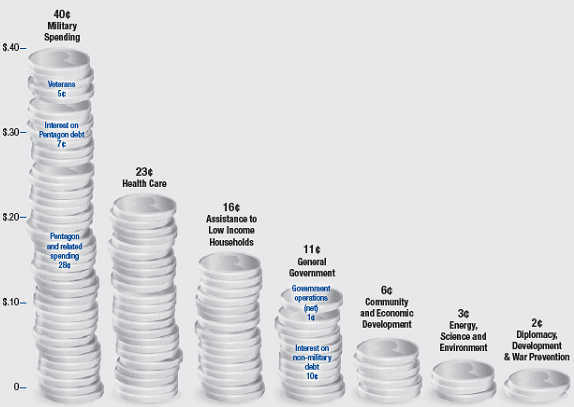 40¢
Military
Spending
$.40
Veterans
5¢
Interest on
Pentagon debt
7¢
$.30
Pentagon
and related
spending
28¢
$.20
$.10
0
23¢
Health Care
16¢
Assistance to
Low Income
Households
11¢
General
Government
Government
operations
(net)
1¢
Interest on
non-military
debt
10¢
6¢
Community
and Economic
Development
3¢
Energy,
Science and
Environment
2¢
Diplomacy,
Development
& War Prevention